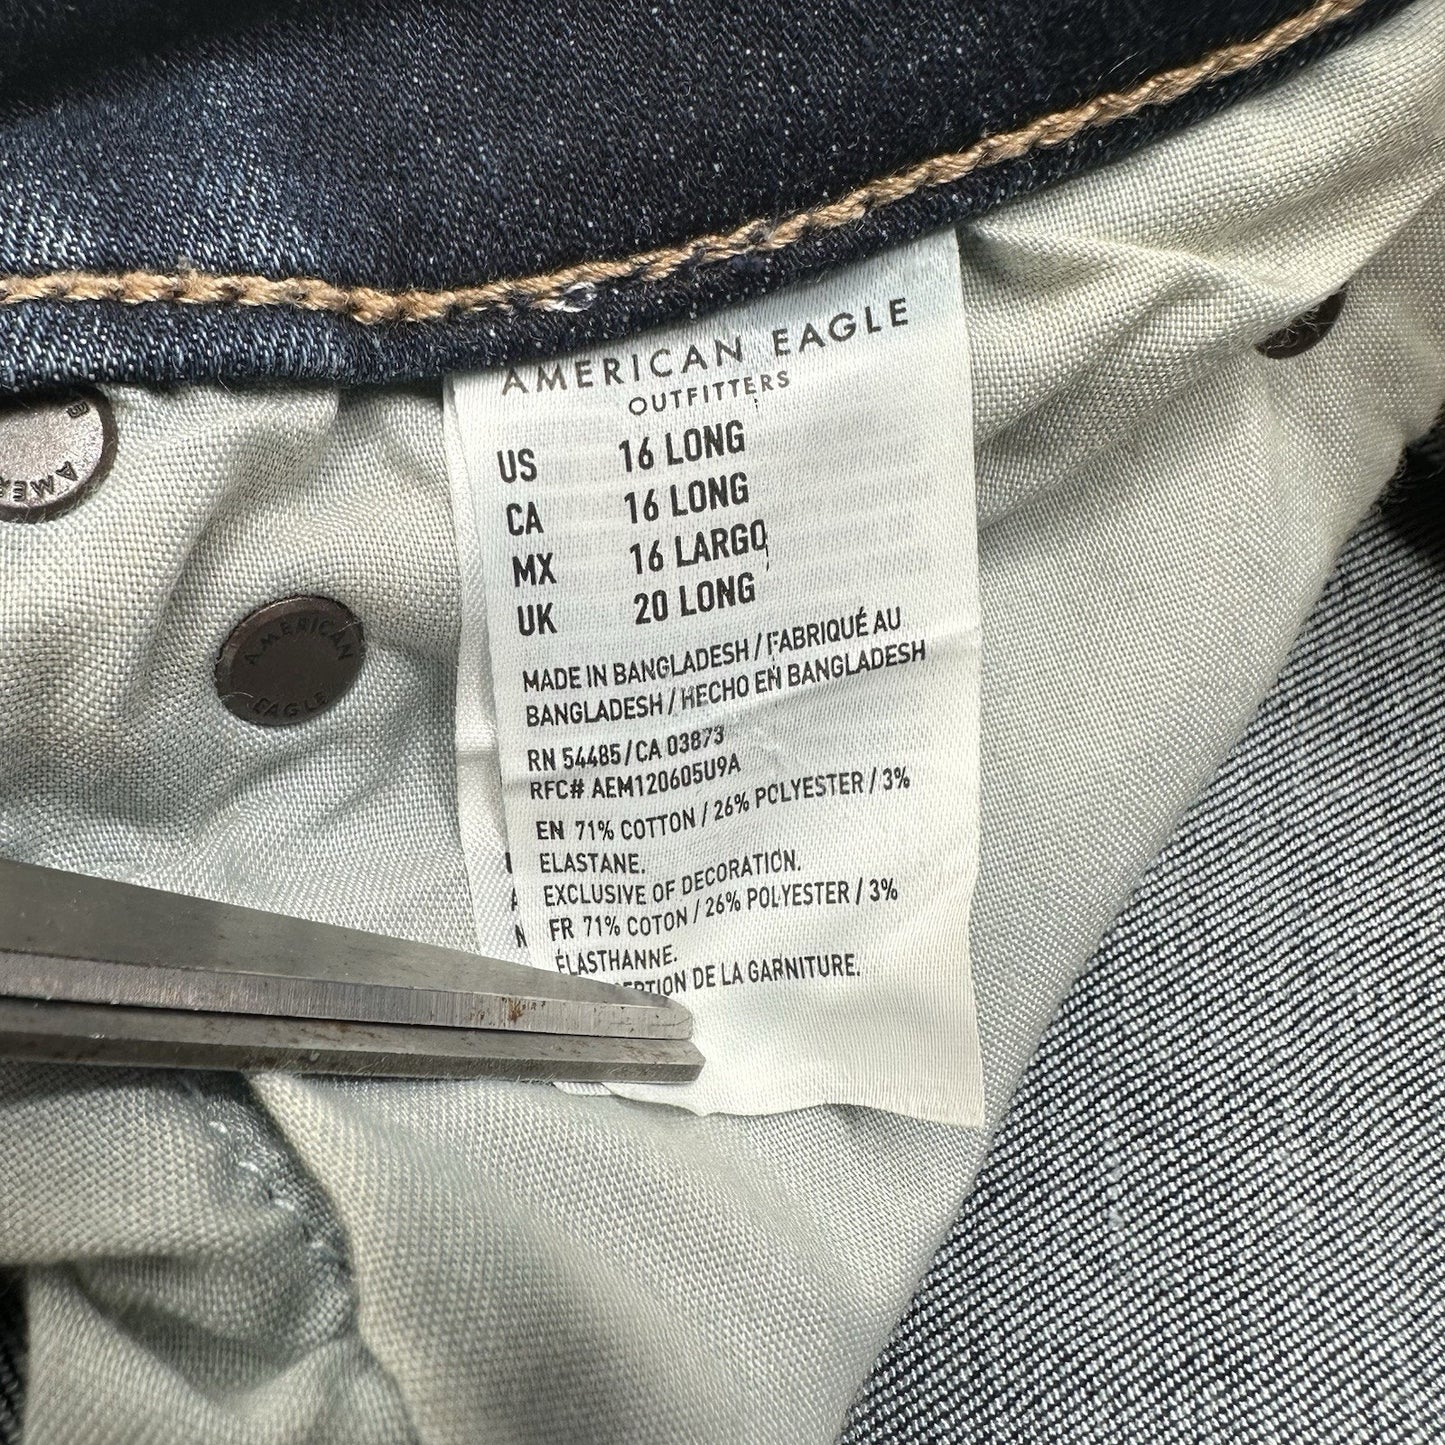 AMERICAN EAGLE
OUTFITTERS
US 16 LONG
CA 16 LONG
MX 16 LARGO
UK 20 LONG
MADE IN BANGLADESH / FABRIQUÉ AU
BANGLADESH / HECHO EN BANGLADESH
RN 54485/CA 03873
RFC# AEM120605U9A
EN 71% COTTON / 26% POLYESTER / 3%
ELASTANE.
EXCLUSIVE OF DECORATION.
FR 71% COTON / 26% POLYESTER / 3%
ÉLASTHANNE.
DE LA GARNITURE.
AMERICAN
EAGLE